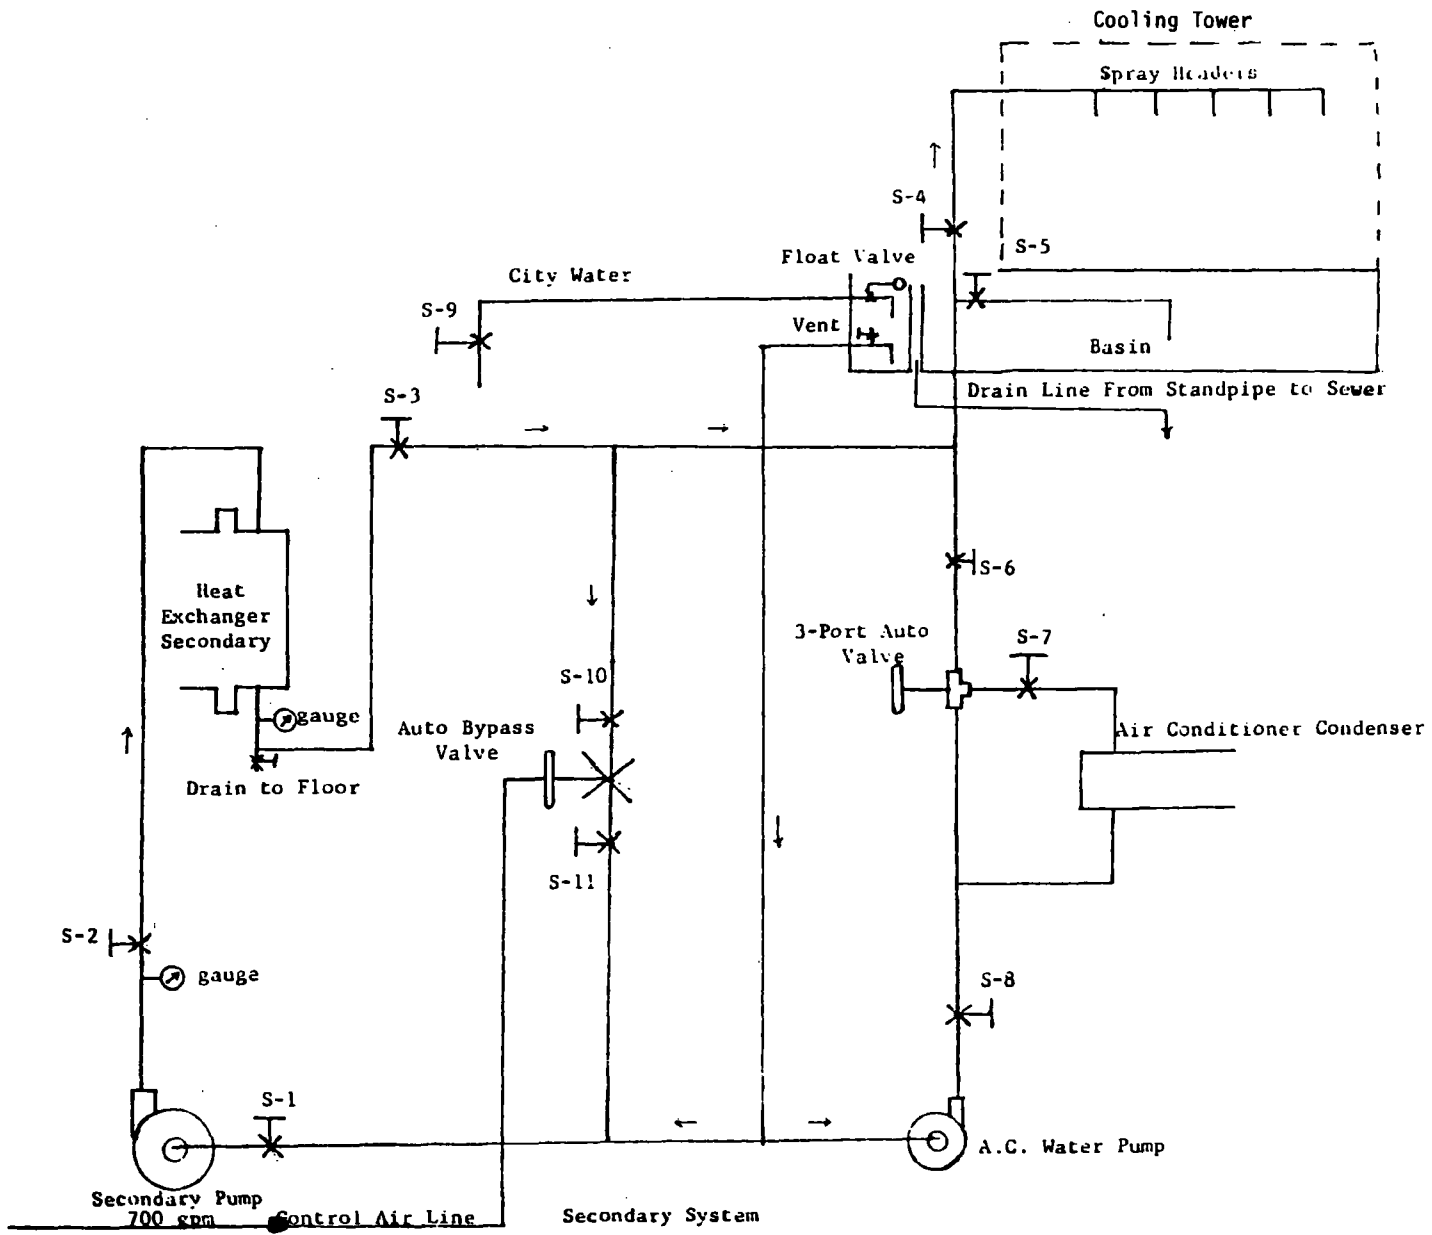 Cooling Tower
Spray Headers
S-4
S-5
Float Valve
City Water
S-9
Vent
Basin
Drain Line From Standpipe to Sewer
S-3
S-6
Heat
Exchanger
Secondary
3-Port Auto
Valve
S-7
S-10
gauge
Auto Bypass
Valve
Air Conditioner Condenser
Drain to Floor
S-11
S-2
gauge
S-8
S-1
A.C. Water Pump
Secondary Pump
700 gpm
Control Air Line
Secondary System